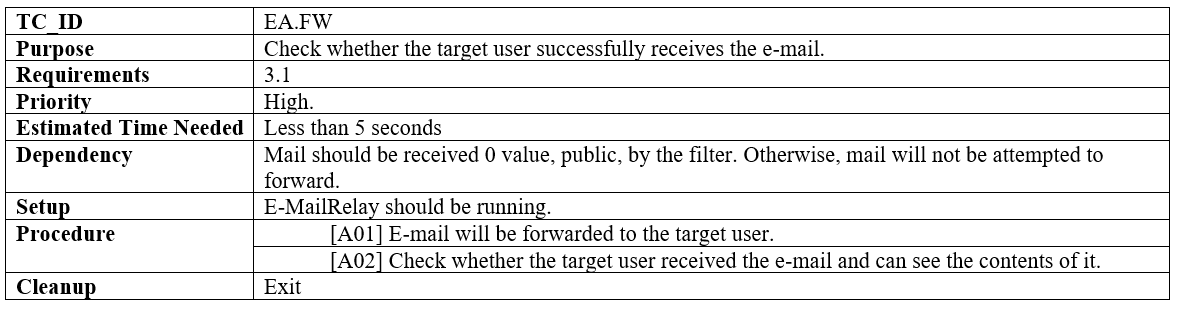 TC_ID EA.FW
Purpose Check whether the target user successfully receives the e-mail.
Requirements 3.1
Priority High.
Estimated Time Needed Less than 5 seconds
Dependency Mail should be received 0 value, public, by the filter. Otherwise, mail will not be attempted to
forward.
Setup E-MailRelay should be running.
Procedure [A01] E-mail will be forwarded to the target user.
[A02] Check whether the target user received the e-mail and can see the contents of it.
Cleanup Exit